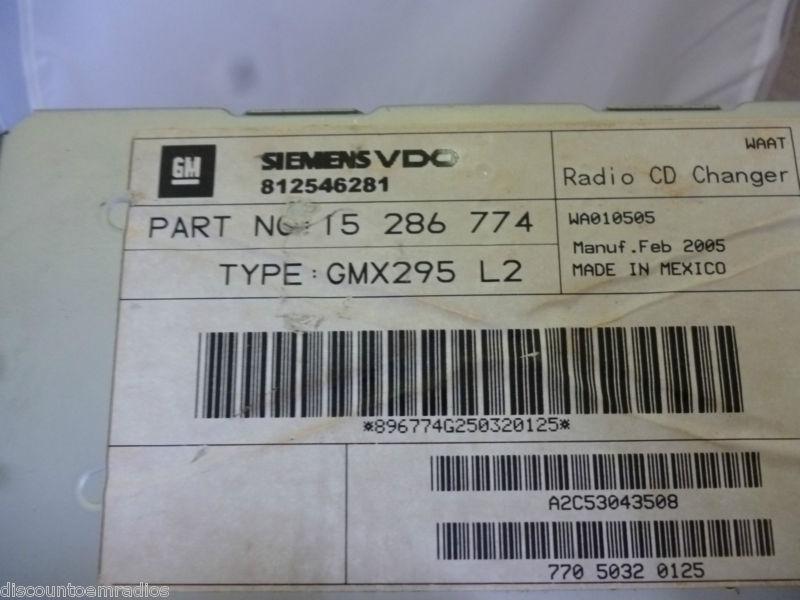 GM
SIEMENS VDO
812546281
WAAT
Radio CD Changer
PART NO: 15 286 774
WA010505
Manuf.Feb 2005
MADE IN MEXICO
TYPE: GMX295 L2
*896774G250320125*
A2C53043508
770 5032 0125
discountoemradios